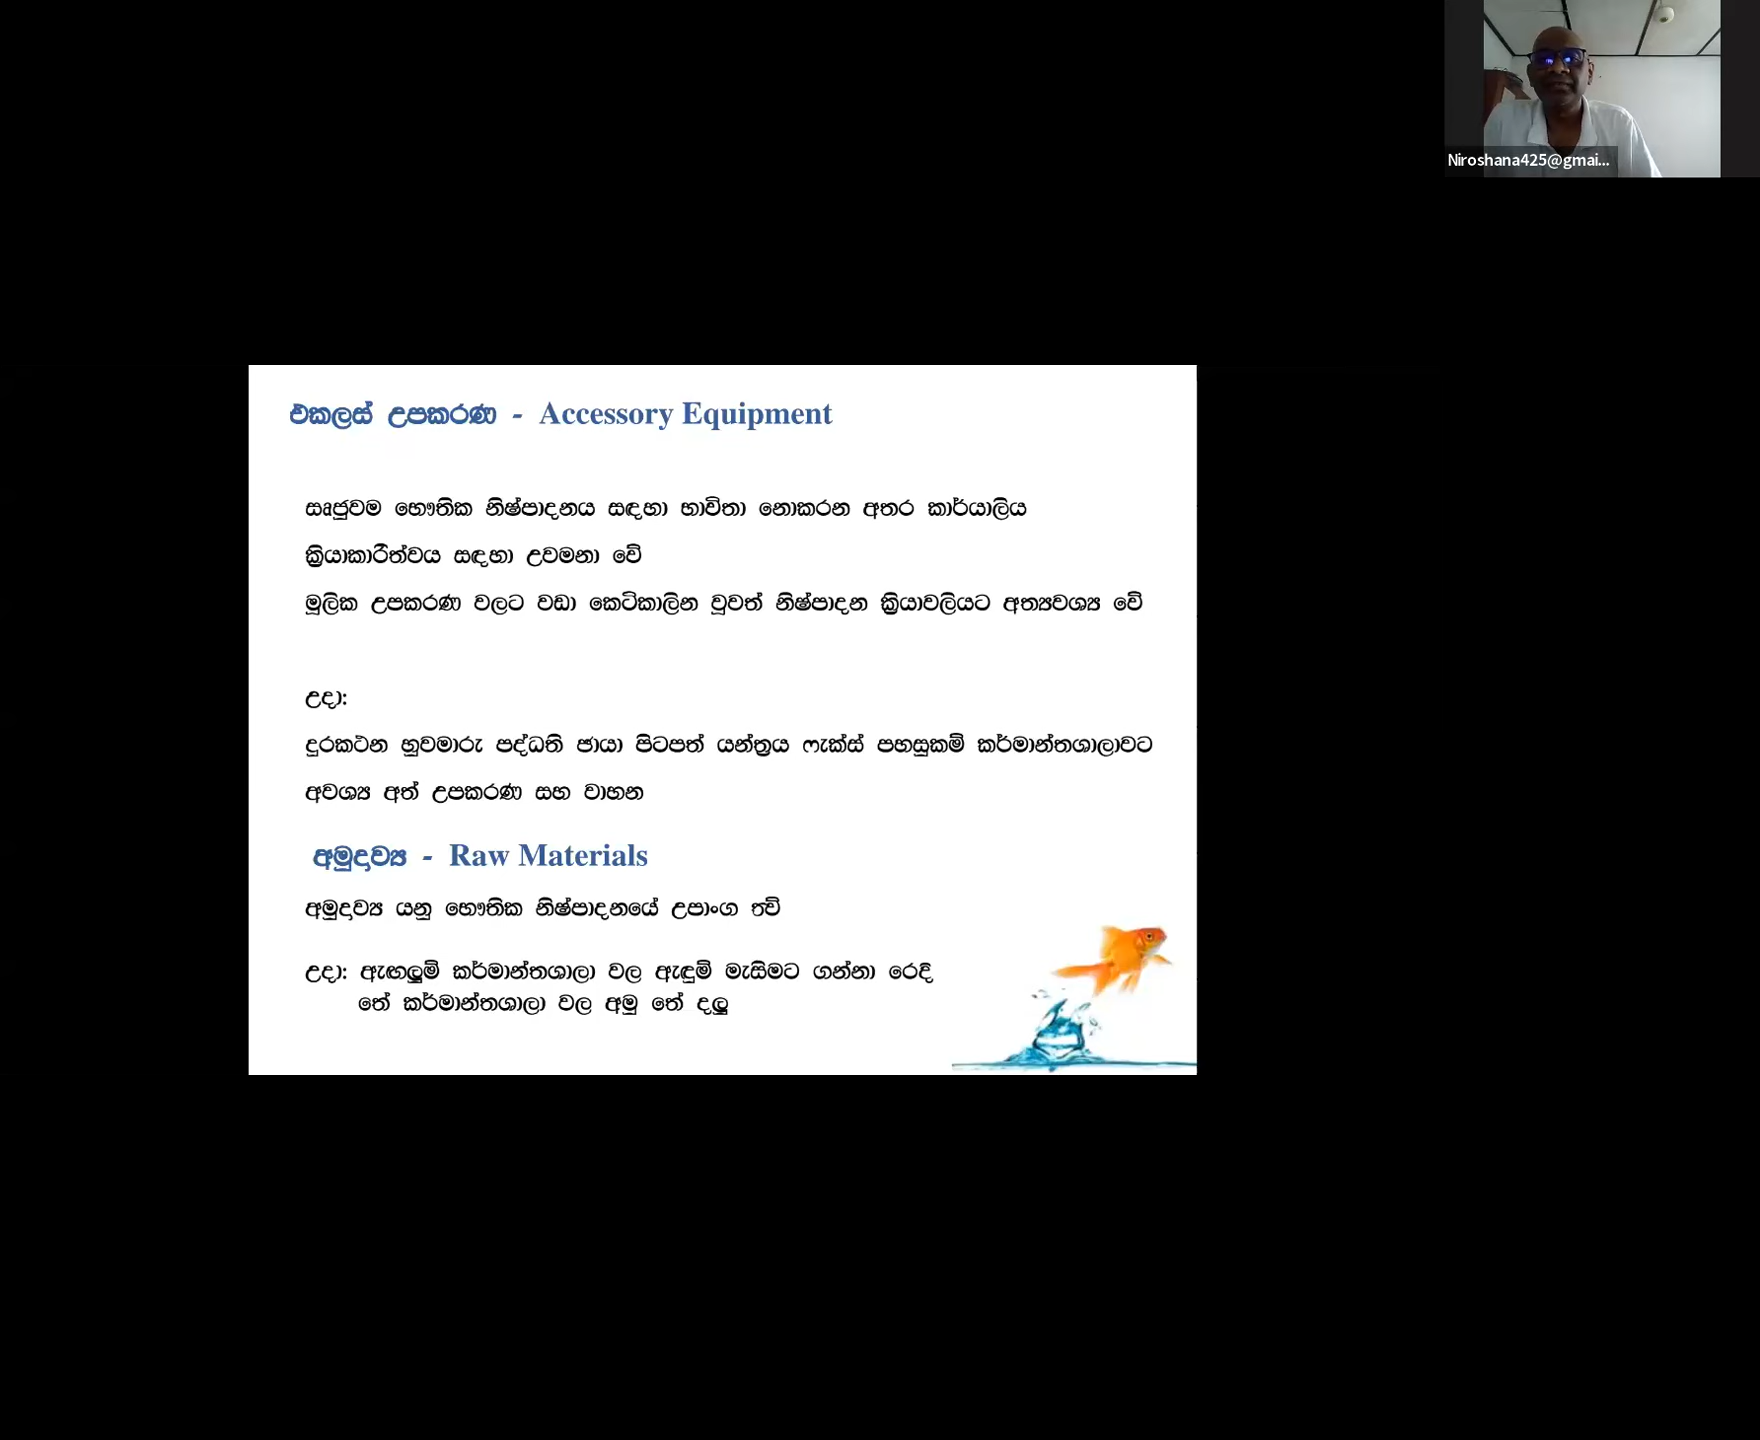 Niroshana425@gmai...
ඵකලස් උපකරණ - Accessory Equipment
සෘජුවම භෞතික නිෂ්පාදනය සඳහා භාවිතා නොකරන අතර කාර්යාලිය
ක්‍රියාකාරීත්වය සඳහා උවමනා වේ
මූලික උපකරණ වලට වඩා කෙටිකාලින වූවත් නිෂ්පාදන ක්‍රියාවලියට අත්‍යවශ්‍ය වේ
උදා:
දුරකථන හුවමාරු පද්ධති ඡායා පිටපත් යන්ත්‍රය ෆැක්ස් පහසුකම් කර්මාන්තශාලාවට
අවශ්‍ය අත් උපකරණ සහ වාහන
අමුද්‍රව්‍ය - Raw Materials
අමුද්‍රව්‍ය යනු භෞතික නිෂ්පාදනයේ උපාංග
උදා: ඇඟලුම් කර්මාන්තශාලා වල ඇඳුම් මැසීමට ගන්නා රෙදි
තේ කර්මාන්තශාලා වල අමු තේ දලු